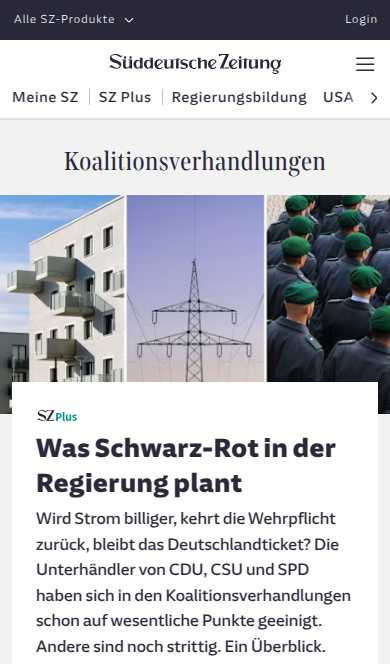 Alle SZ-Produkte
Login
Süddeutsche Zeitung
Meine SZ
SZ Plus
Regierungsbildung
USA
Koalitionsverhandlungen
SZ Plus
Was Schwarz-Rot in der
Regierung plant
Wird Strom billiger, kehrt die Wehrpflicht
zurück, bleibt das Deutschlandticket? Die
Unterhändler von CDU, CSU und SPD
haben sich in den Koalitionsverhandlungen
schon auf wesentliche Punkte geeinigt.
Andere sind noch strittig. Ein Überblick.